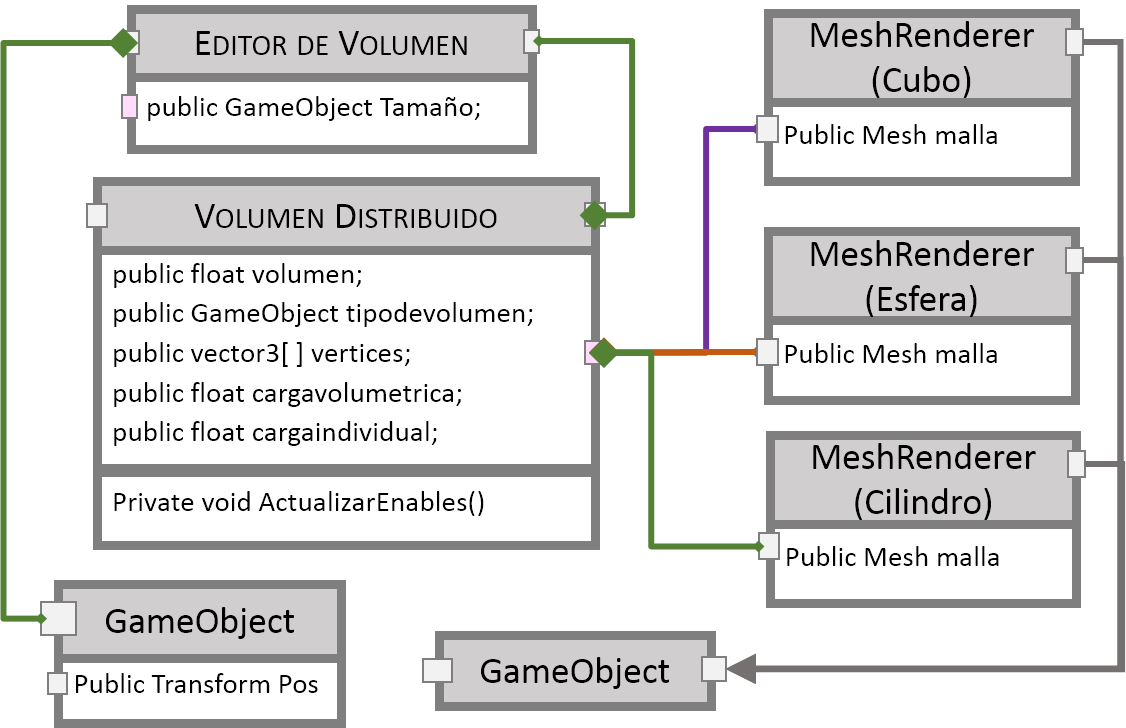 EDITOR DE VOLUMEN
public GameObject Tamaño;
VOLUMEN DISTRIBUIDO
public float volumen;
public GameObject tipodevolumen;
public vector3[ ] vertices;
public float cargavolumetrica;
public float cargaindividual;
Private void ActualizarEnables()
GameObject
Public Transform Pos
MeshRenderer
(Cubo)
Public Mesh malla
MeshRenderer
(Esfera)
Public Mesh malla
MeshRenderer
(Cilindro)
Public Mesh malla
GameObject